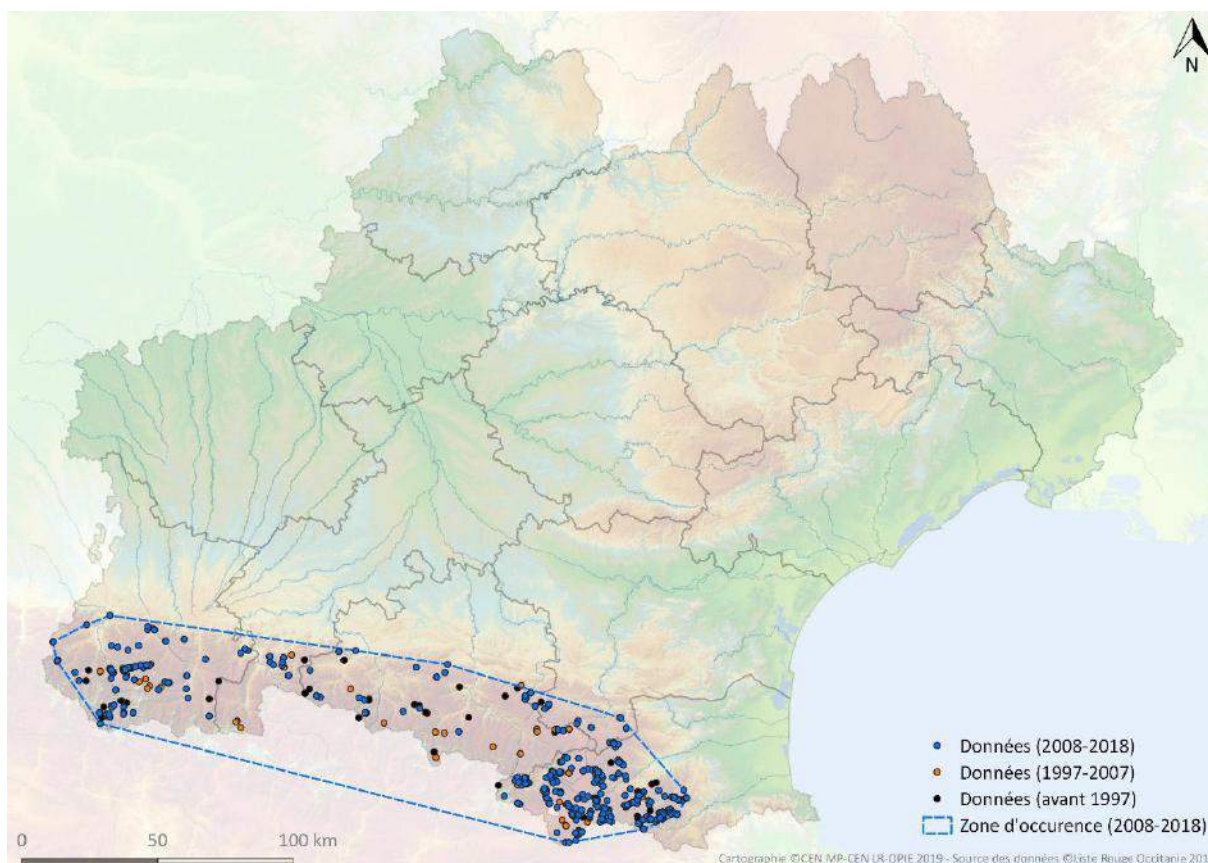 N
Données (2008-2018)
Données (1997-2007)
Données (avant 1997)
Zone d'occurence (2008-2018)
0 50 100 km
Cartographie ©CEN MP-CEN LR-OPIE 2019 - Source des données ©Liste Rouge Occitanie 201